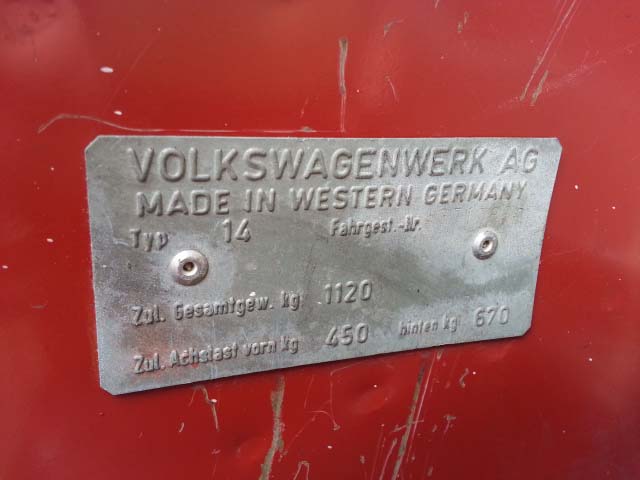 VOLKSWAGENWERK AG
MADE IN WESTERN GERMANY
Typ 14 Fahrgest.-Nr.
Zul. Gesamtgew. kg 1120
Zul. Achslast vorn kg 450 hinten kg 670